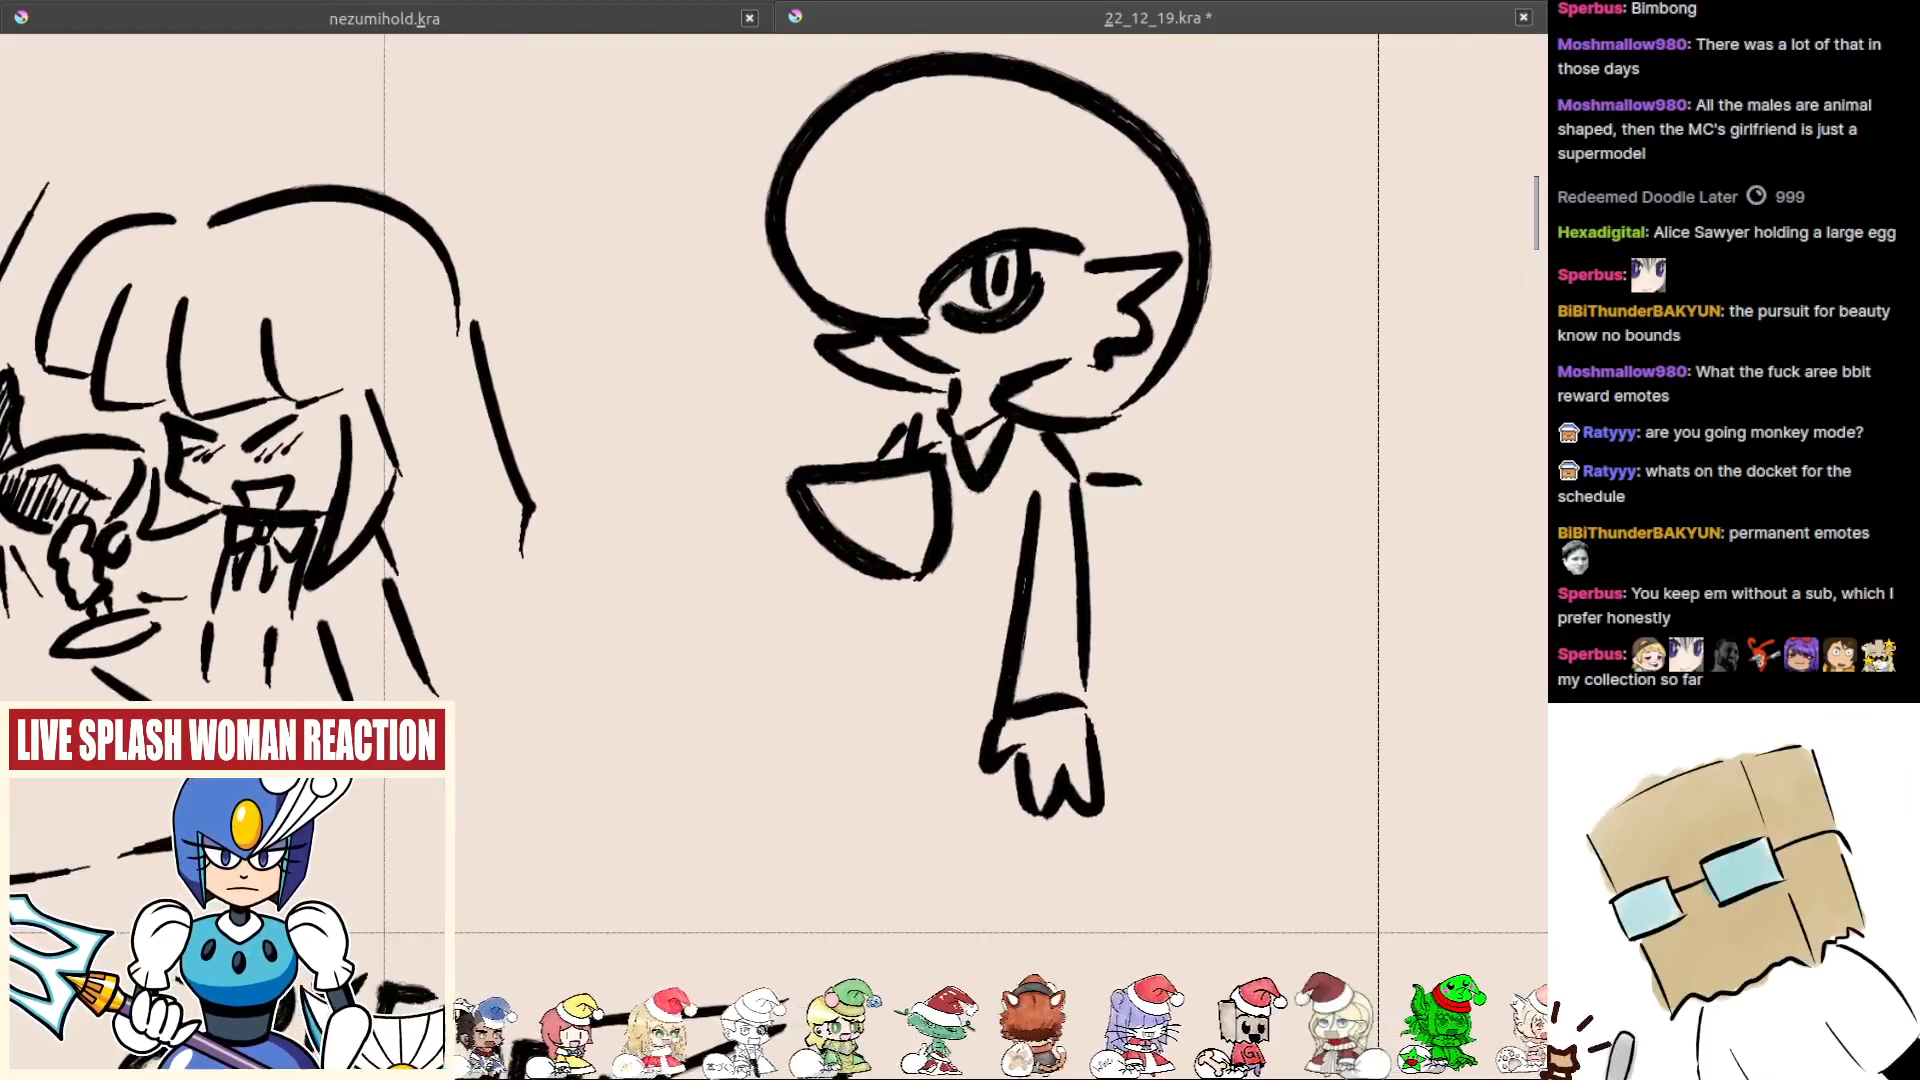 nezumihold.kra
22_12_19.kra *
Sperbus: Bimbong
Moshmallow980: There was a lot of that in
those days
Moshmallow980: All the males are animal
shaped, then the MC's girlfriend is just a
supermodel
Redeemed Doodle Later 999
Hexadigital: Alice Sawyer holding a large egg
Sperbus:
BiBiThunderBAKYUN: the pursuit for beauty
know no bounds
Moshmallow980: What the fuck aree bbit
reward emotes
Ratyyy: are you going monkey mode?
Ratyyy: whats on the docket for the
schedule
BiBiThunderBAKYUN: permanent emotes
Sperbus: You keep em without a sub, which I
prefer honestly
Sperbus:
my collection so far
LIVE SPLASH WOMAN REACTION